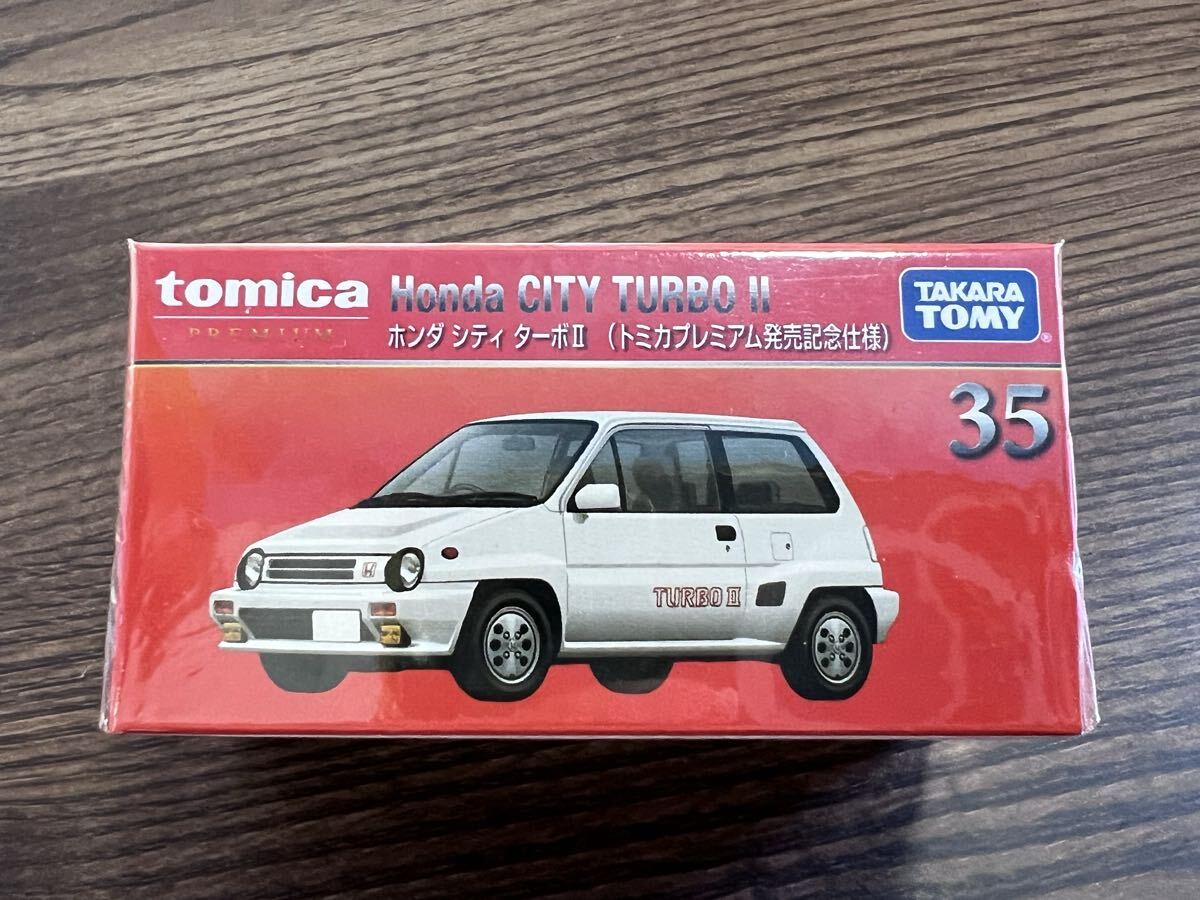 tomica
PREMIUM
Honda CITY TURBO II
ホンダ シティ ターボⅡ (トミカプレミアム発売記念仕様)
TAKARA
TOMY®
35
TURBO II